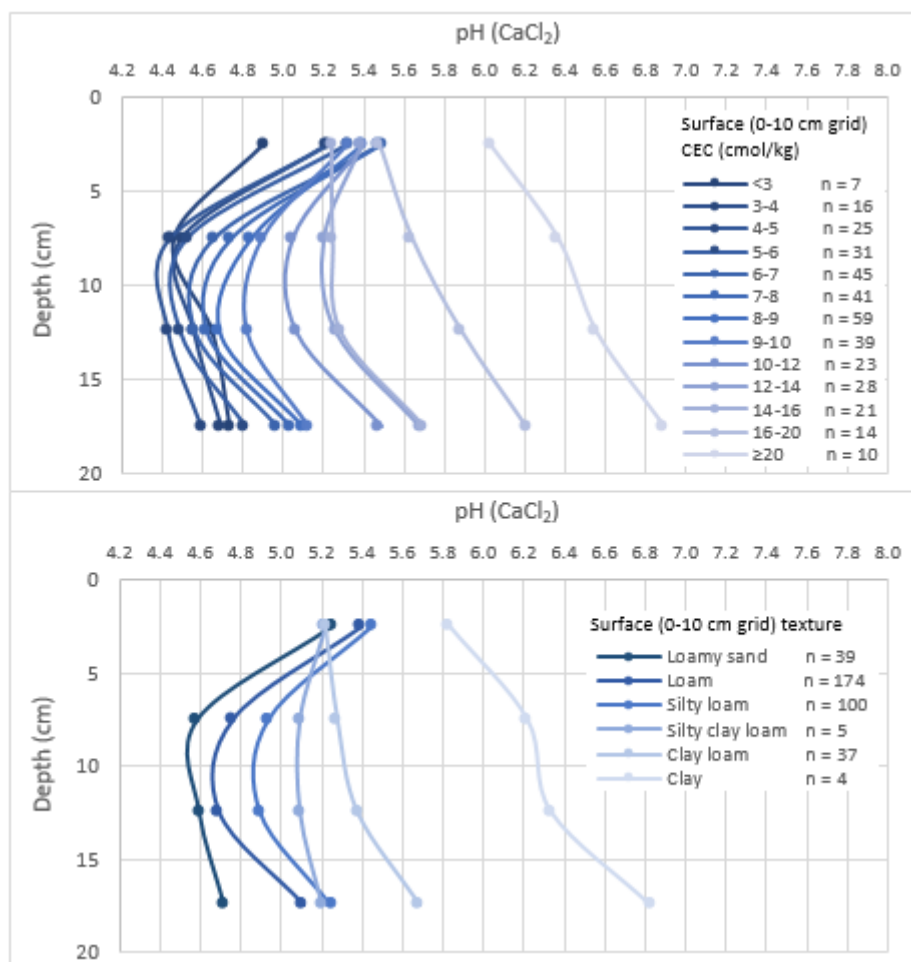 pH (CaCl₂)
4.2 4.4 4.6 4.8 5.0 5.2 5.4 5.6 5.8 6.0 6.2 6.4 6.6 6.8 7.0 7.2 7.4 7.6 7.8 8.0
0
5
10
15
20
Depth (cm)
Surface (0-10 cm grid)
CEC (cmol/kg)
<3 n = 7
3-4 n = 16
4-5 n = 25
5-6 n = 31
6-7 n = 45
7-8 n = 41
8-9 n = 59
9-10 n = 39
10-12 n = 23
12-14 n = 28
14-16 n = 21
16-20 n = 14
≥20 n = 10
pH (CaCl₂)
4.2 4.4 4.6 4.8 5.0 5.2 5.4 5.6 5.8 6.0 6.2 6.4 6.6 6.8 7.0 7.2 7.4 7.6 7.8 8.0
0
5
10
15
20
Depth (cm)
Surface (0-10 cm grid) texture
Loamy sand n = 39
Loam n = 174
Silty loam n = 100
Silty clay loam n = 5
Clay loam n = 37
Clay n = 4